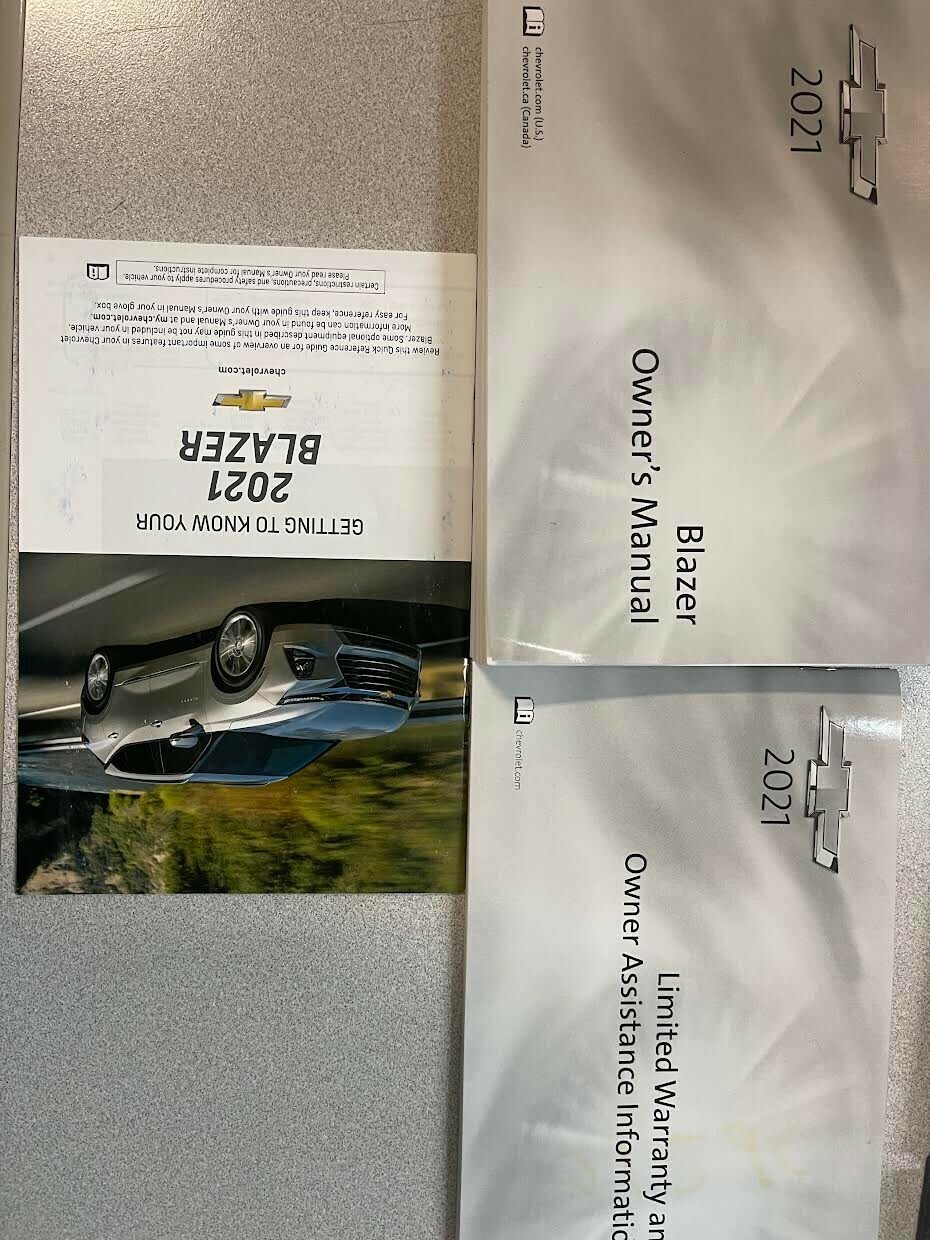 GETTING TO KNOW YOUR
2021
BLAZER
chevrolet.com
Review this Quick Reference Guide for an overview of some important features in your Chevrolet
Blazer. Some optional equipment described in this guide may not be included in your vehicle.
More information can be found in your Owner's Manual and at my.chevrolet.com.
For easy reference, keep this guide with your Owner's Manual in your glove box.
Certain restrictions, precautions, and safety procedures apply to your vehicle.
Please read your Owner's Manual for complete instructions.
2021
Blazer
Owner's Manual
chevrolet.com (U.S.)
chevrolet.ca (Canada)
2021
Limited Warranty an
Owner Assistance Informatio
chevrolet.com